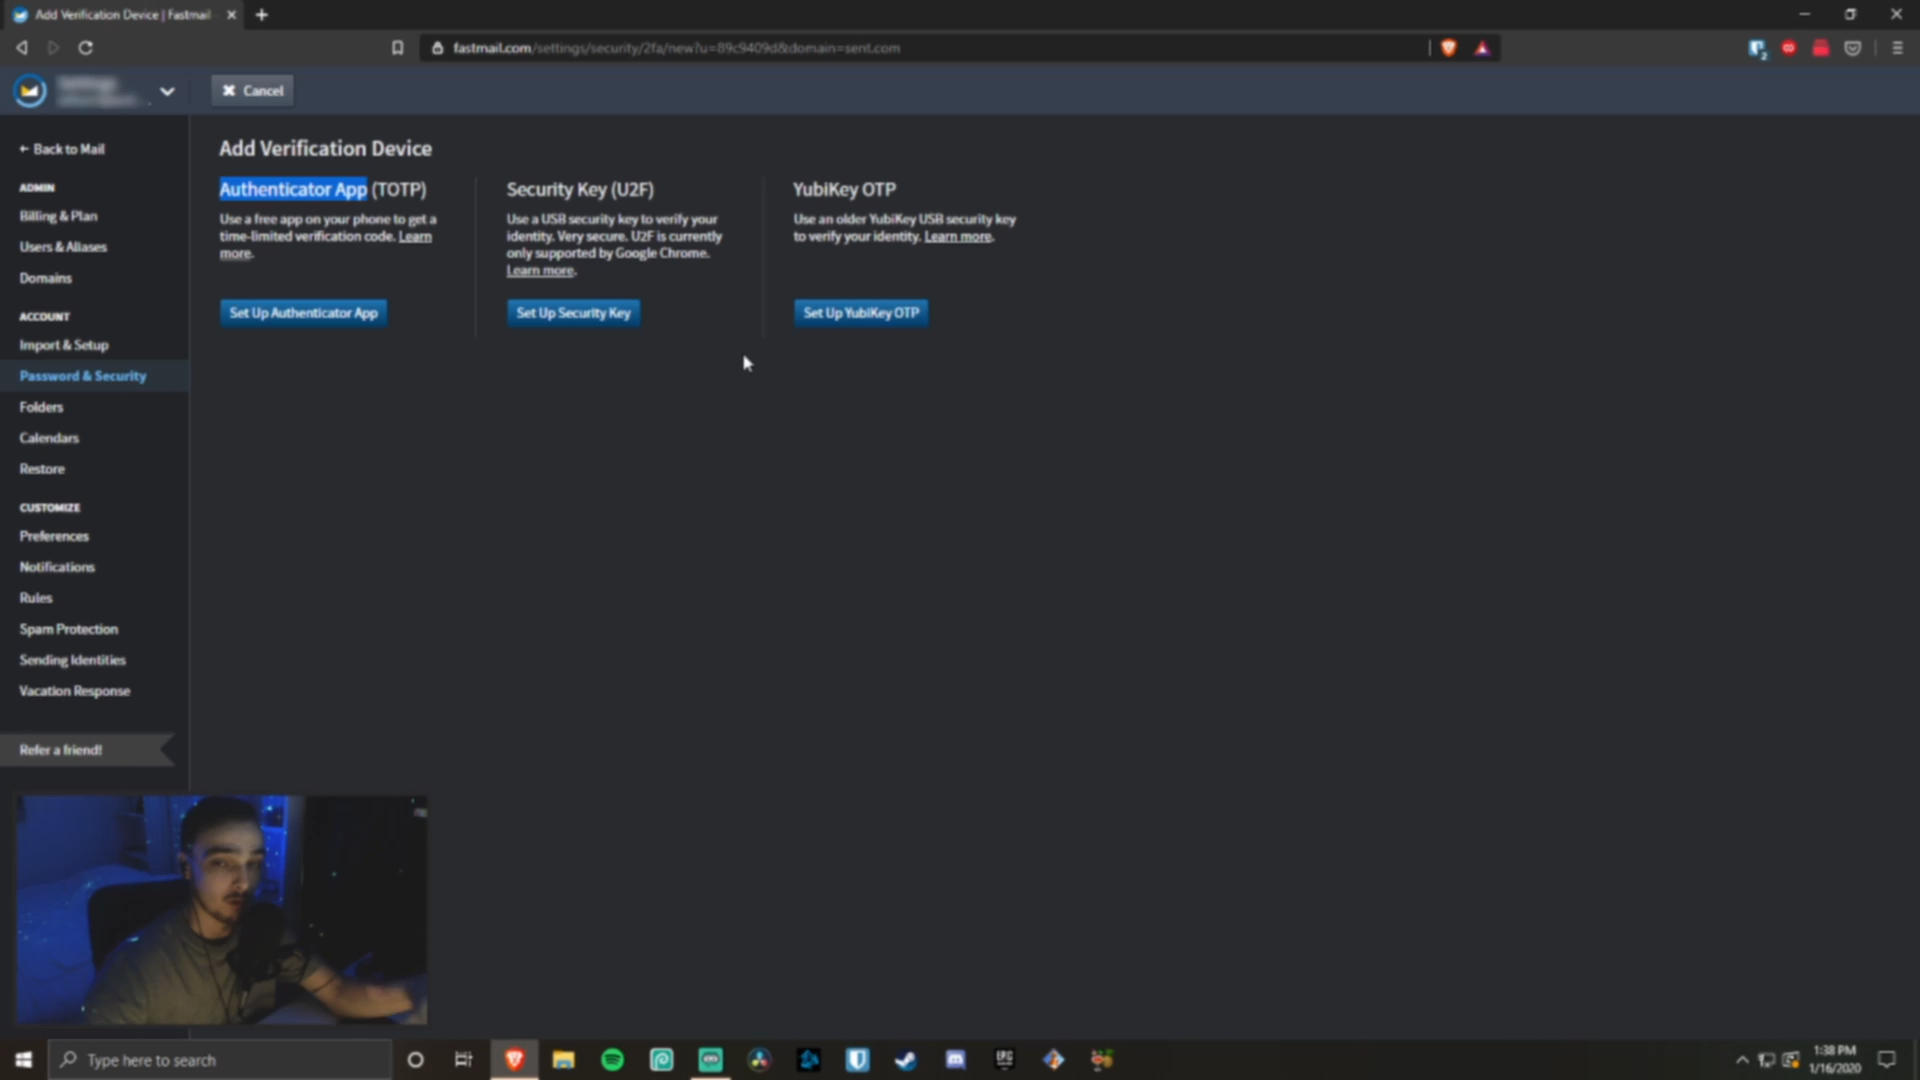 Add Verification Device | Fastmail
fastmail.com/settings/security/2fa/new?u=89c9409d&domain=sent.com
Cancel
← Back to Mail
ADMIN
Billing & Plan
Users & Aliases
Domains
ACCOUNT
Import & Setup
Password & Security
Folders
Calendars
Restore
CUSTOMIZE
Preferences
Notifications
Rules
Spam Protection
Sending Identities
Vacation Response
Refer a friend!
Add Verification Device
Authenticator App (TOTP)
Use a free app on your phone to get a
time-limited verification code. Learn
more.
Set Up Authenticator App
Security Key (U2F)
Use a USB security key to verify your
identity. Very secure. U2F is currently
only supported by Google Chrome.
Learn more.
Set Up Security Key
YubiKey OTP
Use an older YubiKey USB security key
to verify your identity. Learn more.
Set Up YubiKey OTP
Type here to search
EPIC
1:38 PM
1/16/2020